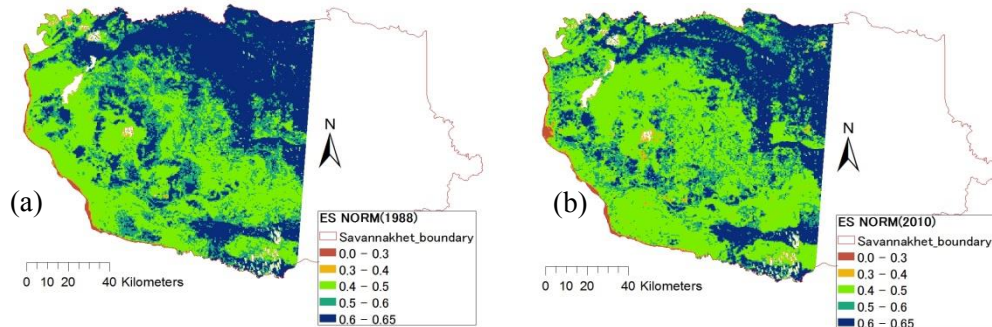 N
(a)
ES NORM(1988)
Savannakhet_boundary
0.0 – 0.3
0.3 – 0.4
0.4 – 0.5
0.5 – 0.6
0.6 – 0.65
0 10 20 40 Kilometers
N
(b)
ES NORM(2010)
Savannakhet_boundary
0.0 – 0.3
0.3 – 0.4
0.4 – 0.5
0.5 – 0.6
0.6 – 0.65
0 10 20 40 Kilometers